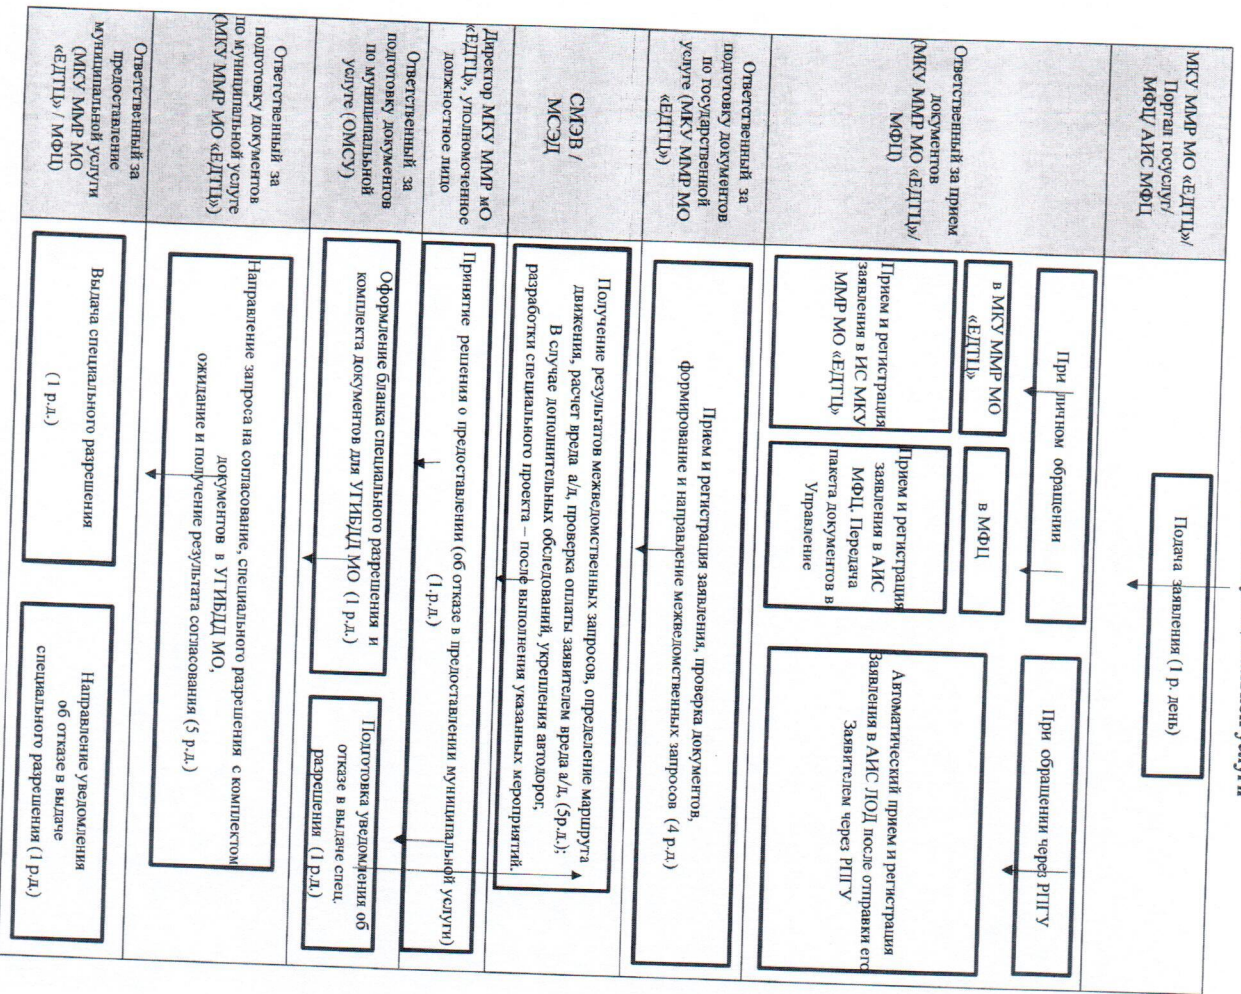 МКУ ММР МО «ЕДТЦ»/
Портал госуслуг/
МФЦ/ АИС МФЦ
Подача заявления (1 р. день)
Ответственный за прием
документов
(МКУ ММР МО «ЕДТЦ»/
МФЦ)
При личном обращении
При обращении через РПГУ
в МКУ ММР МО
«ЕДТЦ»
в МФЦ
Прием и регистрация
заявления в ИС МКУ
ММР МО «ЕДТЦ»
Прием и регистрация
заявления в АИС
МФЦ. Передача
пакета документов в
Управление
Автоматический прием и регистрация
Заявления в АИС ЛОД после отправки его
Заявителем через РПГУ
Ответственный за
подготовку документов
по государственной
услуге (МКУ ММР МО
«ЕДТЦ»)
Прием и регистрация заявления, проверка документов,
формирование и направление межведомственных запросов (4 р.д.)
СМЭВ /
МСЭД
Получение результатов межведомственных запросов, определение маршрута
движения, расчет вреда а/д, проверка оплаты заявителем вреда а/д, (5р.д.);
В случае дополнительных обследований, укрепления автодорог,
разработки специального проекта – после выполнения указанных мероприятий.
Директор МКУ ММР мО
«ЕДТЦ», уполномоченное
должностное лицо
Принятие решения о предоставлении (об отказе в предоставлении муниципальной услуги)
(1.р.д.)
Ответственный за
подготовку документов
по муниципалььной
услуге (ОМСУ)
Оформление бланка специального разрешения и
комплекта документов для УГИБДД МО (1 р.д.)
Подготовка уведомления об
отказе в выдаче спец.
разрешения (1 р.д.)
Ответственный за
подготовку документов
по муниципальной услуге
(МКУ ММР МО «ЕДТЦ»)
Направление запроса на согласование, специального разрешения с комплектом
документов в УГИБДД МО,
ожидание и получение результата согласования (5 р.д.)
Ответственный за
предоставление
муниципальной услуги
(МКУ ММР МО
«ЕДТЦ» / МФЦ)
Выдача специального разрешения
(1 р.д.)
Направление уведомления
об отказе в выдаче
специального разрешения (1 р.д.)